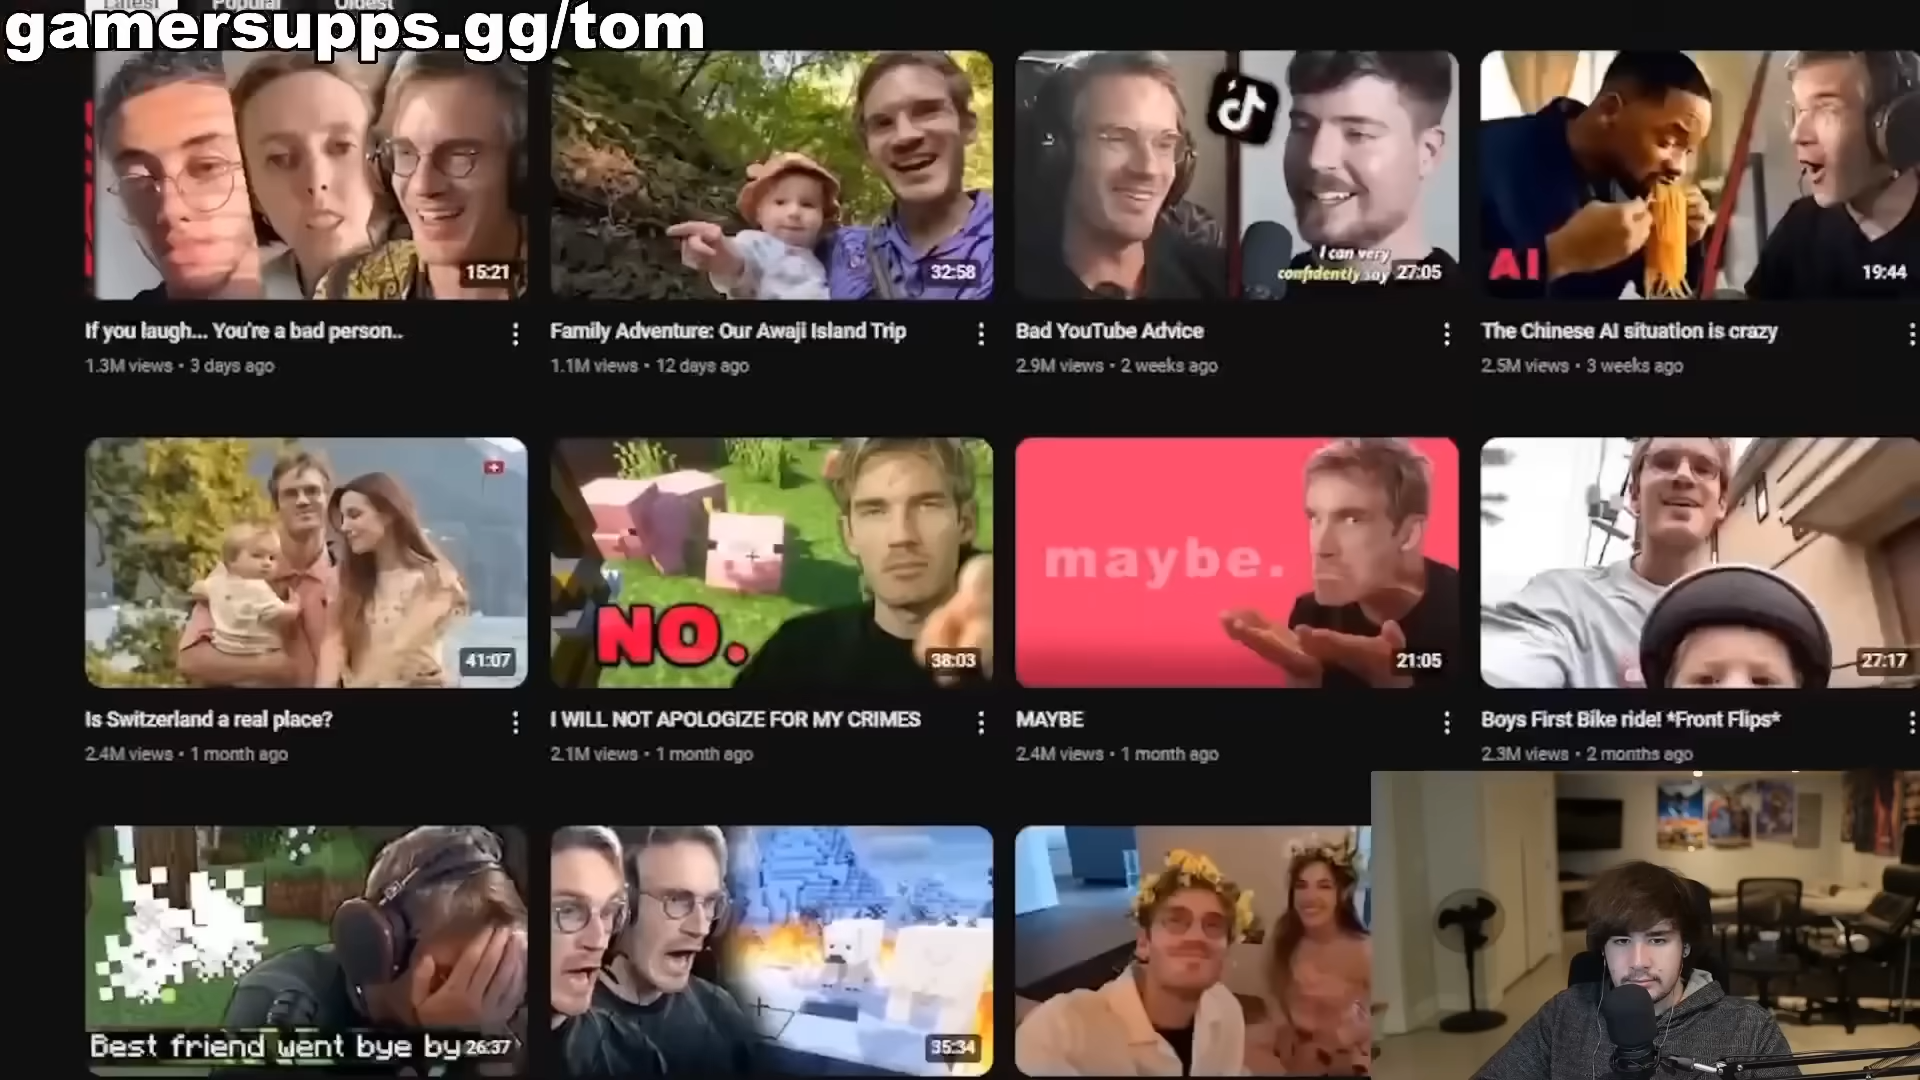 Latest Popular Oldest
gamersupps.gg/tom
15:21
32:58
I can very
confidently say 27:05
AI
19:44
If you laugh... You're a bad person..
1.3M views • 3 days ago
Family Adventure: Our Awaji Island Trip
1.1M views • 12 days ago
Bad YouTube Advice
2.9M views • 2 weeks ago
The Chinese AI situation is crazy
2.5M views • 3 weeks ago
41:07
NO.
38:03
maybe.
21:05
27:17
Is Switzerland a real place?
2.4M views • 1 month ago
I WILL NOT APOLOGIZE FOR MY CRIMES
2.1M views • 1 month ago
MAYBE
2.4M views • 1 month ago
Boys First Bike ride! *Front Flips*
2.3M views • 2 months ago
Best friend went bye by
26:37
35:34